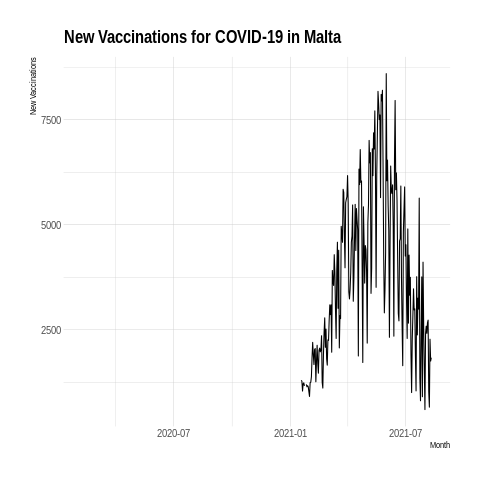 New Vaccinations for COVID-19 in Malta
New Vaccinations
7500
5000
2500
2020-07
2021-01
2021-07
Month